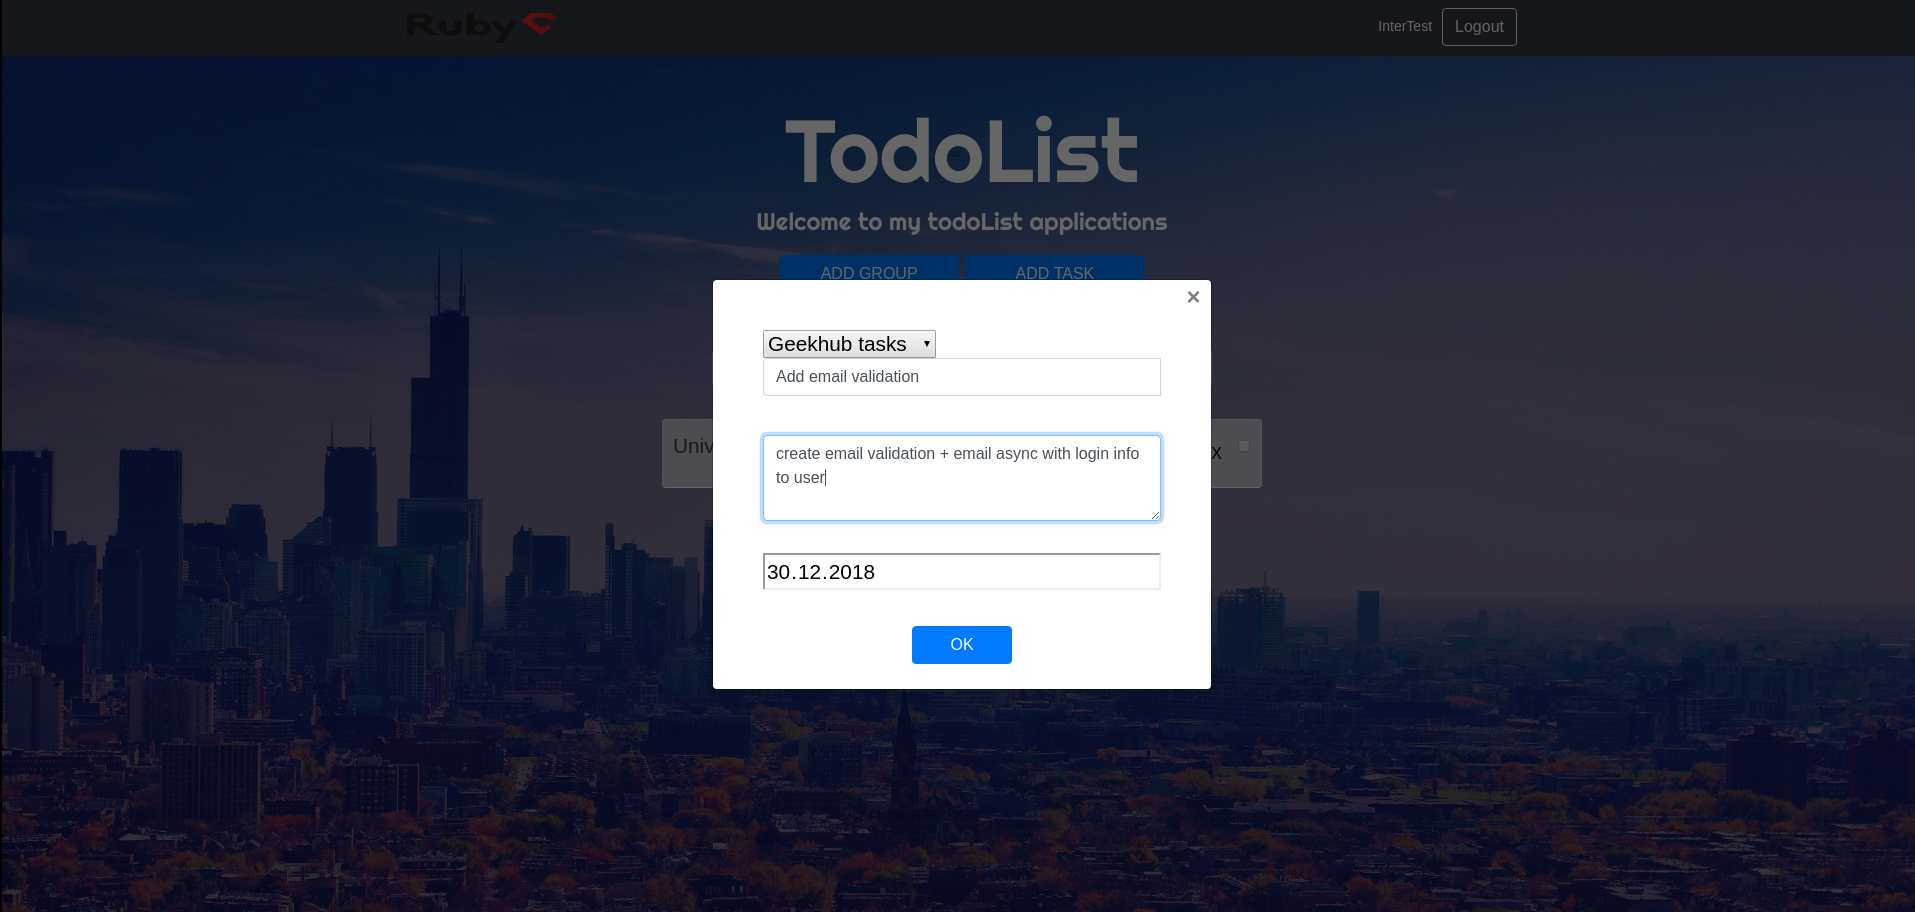 Ruby
InterTest
Logout
TodoList
Welcome to my todoList applications
ADD GROUP
ADD TASK
×
Geekhub tasks
Add email validation
Univ
x
create email validation + email async with login info
to user
30.12.2018
OK